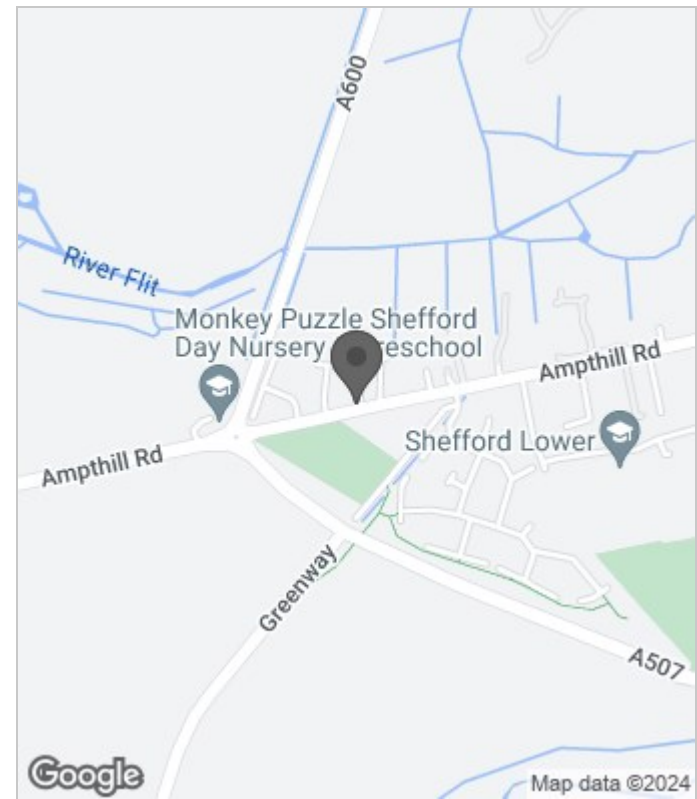 A600
River Flit
Monkey Puzzle Shefford
Day Nursery reschool
Ampthill Rd
Shefford Lower
Ampthill Rd
Greenway
A507
Google
Map data ©2024